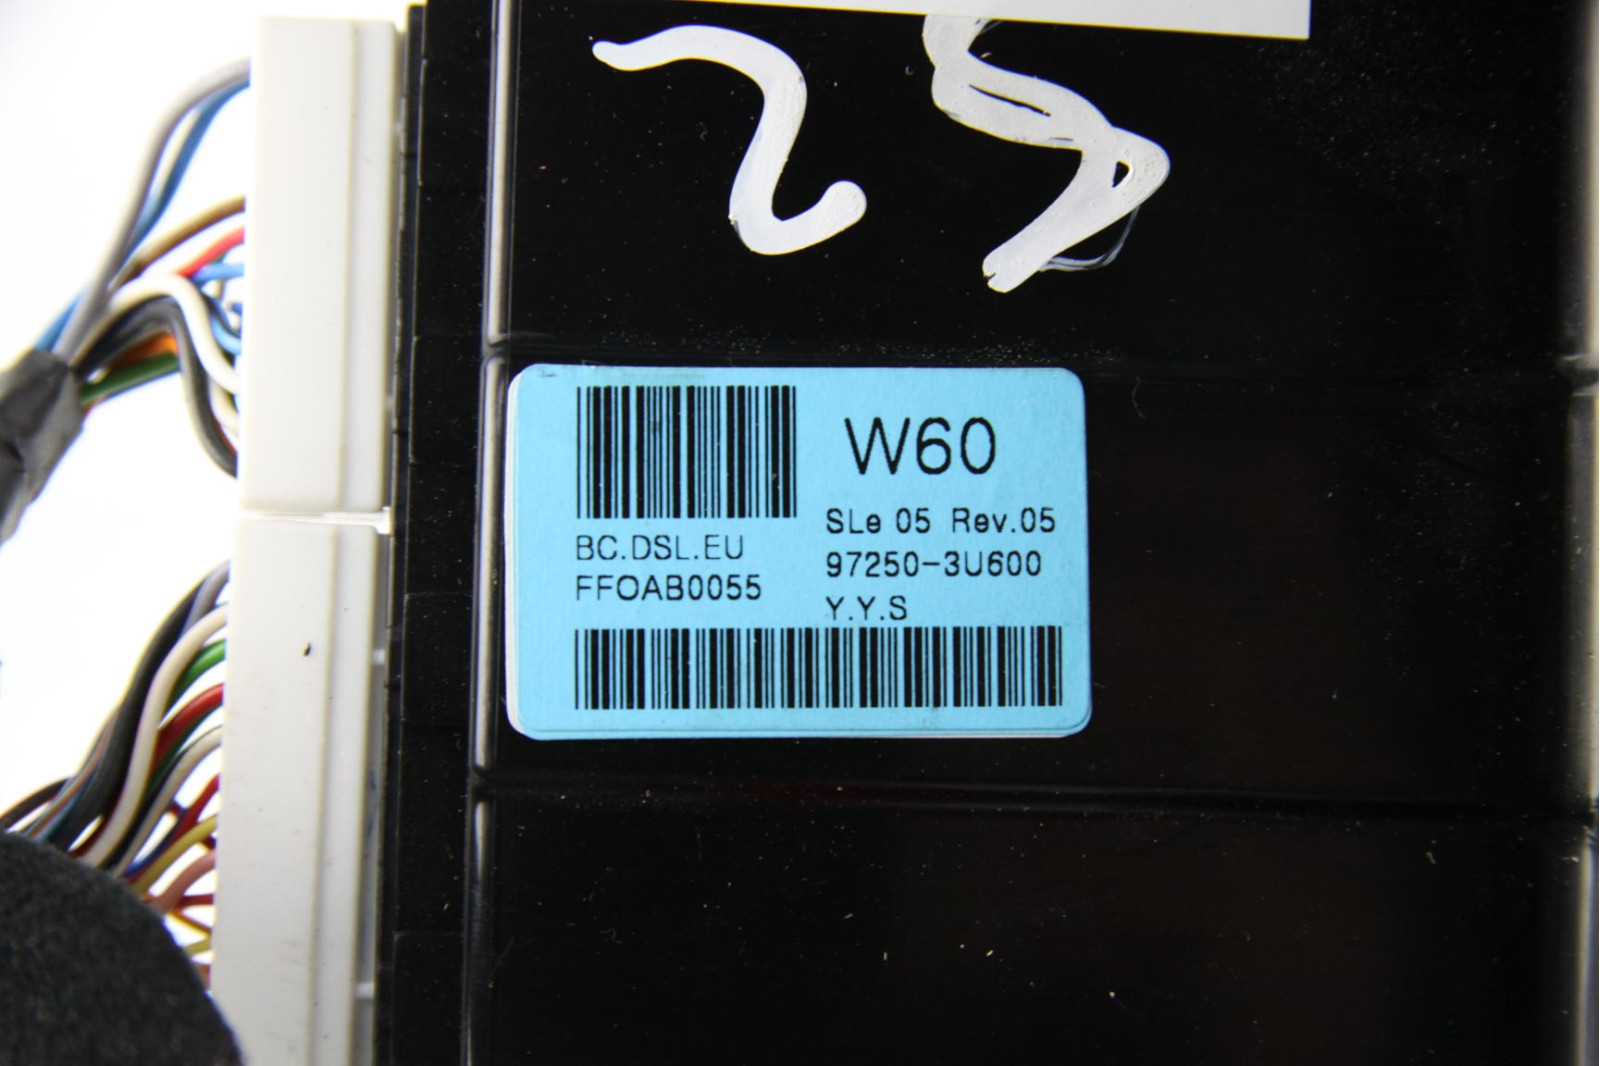 25
W60
SLe 05 Rev.05
BC.DSL.EU
97250-3U600
FFOAB0055
Y.Y.S